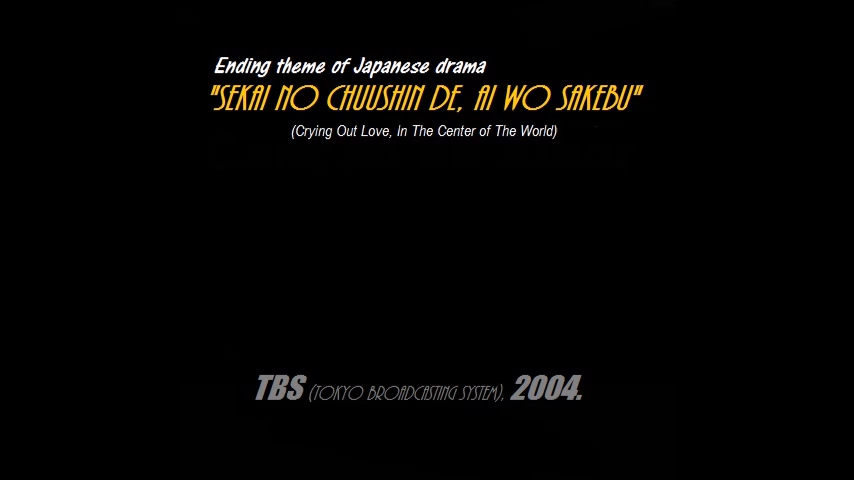 Ending theme of Japanese drama
"SEKAI NO CHUUSHIN DE, AI WO SAKEBU"
(Crying Out Love, In The Center of The World)
TBS (TOKYO BROADCASTING SYSTEM), 2004.